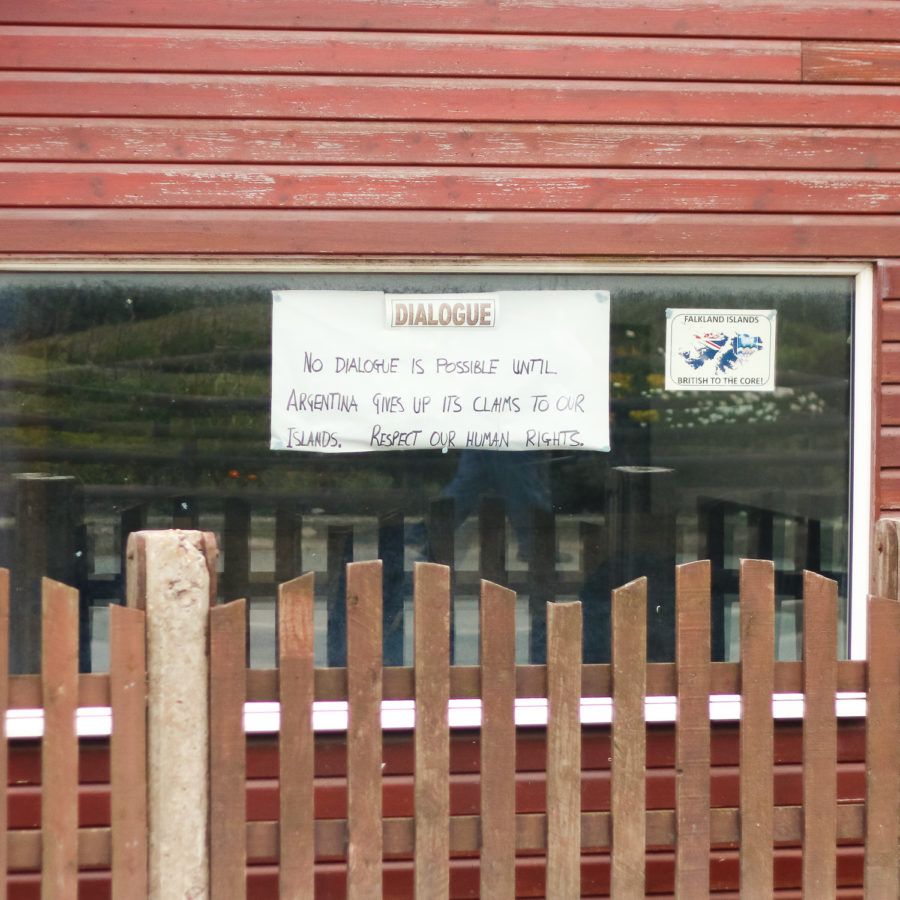 DIALOGUE
NO DIALOGUE IS POSSIBLE UNTIL
ARGENTINA GIVES UP ITS CLAIMS TO OUR
ISLANDS. RESPECT OUR HUMAN RIGHTS.
FALKLAND ISLANDS
BRITISH TO THE CORE!